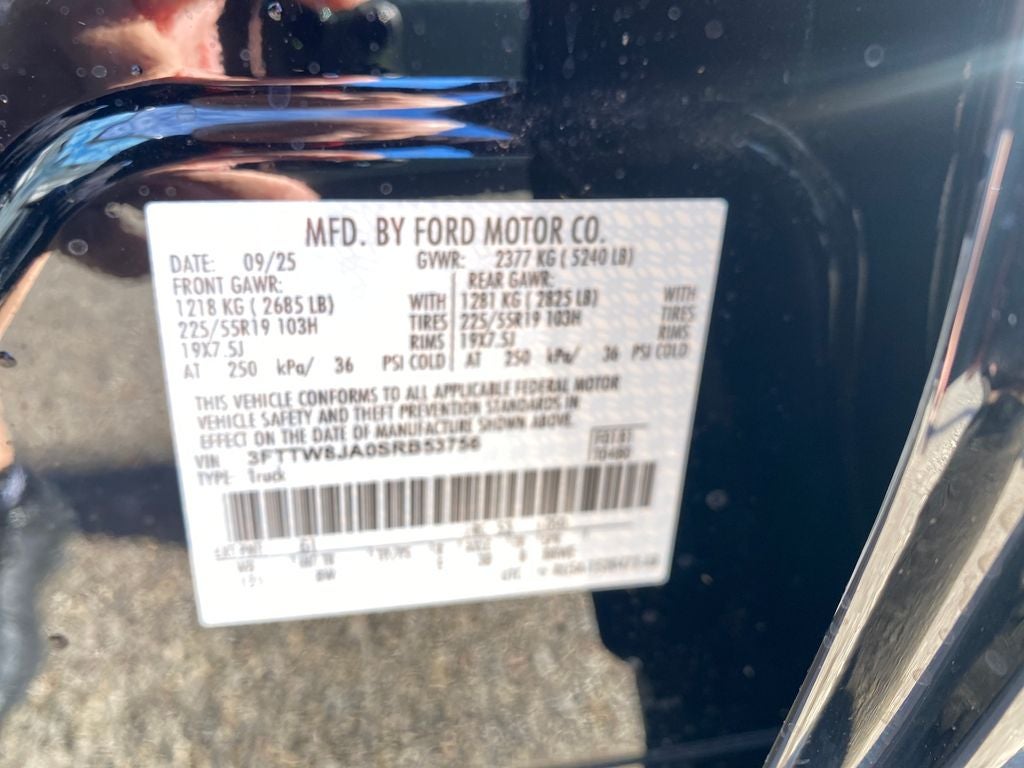 MFD. BY FORD MOTOR CO.
DATE: 09/25 GVWR: 2377 KG ( 5240 LB)
FRONT GAWR: REAR GAWR:
1218 KG ( 2685 LB) WITH 1281 KG ( 2825 LB) WITH
225/55R19 103H TIRES 225/55R19 103H TIRES
19X7.5J RIMS 19X7.5J RIMS
AT 250 kPa/ 36 PSI COLD AT 250 kPa/ 36 PSI COLD
THIS VEHICLE CONFORMS TO ALL APPLICABLE FEDERAL MOTOR
VEHICLE SAFETY AND THEFT PREVENTION STANDARDS IN
EFFECT ON THE DATE OF MANUFACTURE SHOWN ABOVE.
VIN 3FTTW8JA0SRB53756
TYPE: Truck